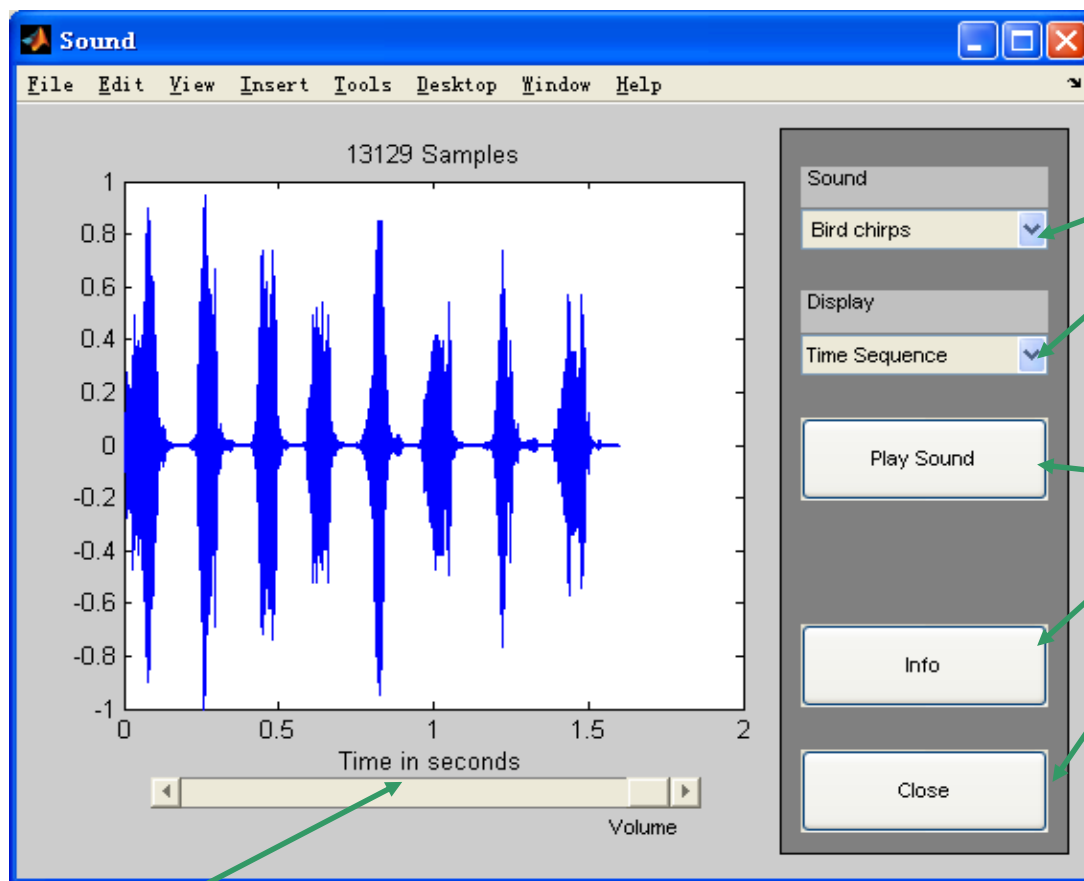 Sound
File Edit View Insert Tools Desktop Window Help
13129 Samples
1
0.8
0.6
0.4
0.2
0
-0.2
-0.4
-0.6
-0.8
-1
0 0.5 1 1.5 2
Time in seconds
Volume
Sound
Bird chirps
Display
Time Sequence
Play Sound
Info
Close